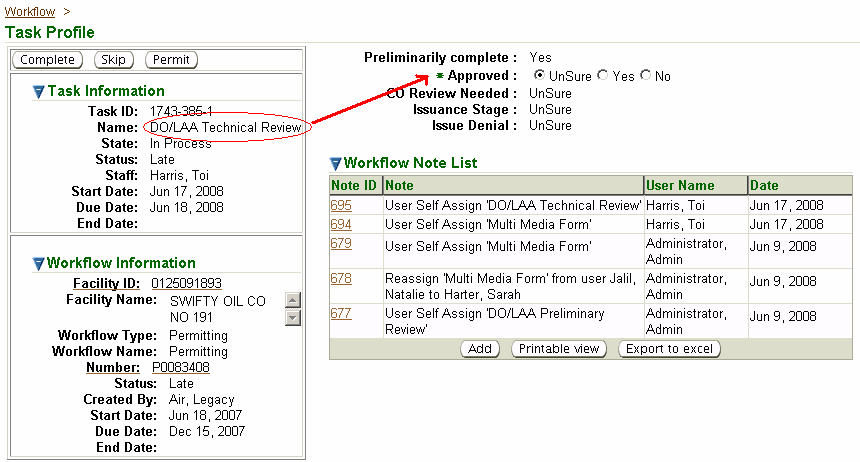 Workflow >
Task Profile
Complete Skip Permit
Task Information
Task ID: 1743-385-1
Name: DO/LAA Technical Review
State: In Process
Status: Late
Staff: Harris, Toi
Start Date: Jun 17, 2008
Due Date: Jun 18, 2008
End Date:
Workflow Information
Facility ID: 0125091893
Facility Name: SWIFTY OIL CO
NO 191
Workflow Type: Permitting
Workflow Name: Permitting
Number: P0083408
Status: Late
Created By: Air, Legacy
Start Date: Jun 18, 2007
Due Date: Dec 15, 2007
End Date:
Preliminarily complete : Yes
* Approved : UnSure Yes No
CO Review Needed : UnSure
Issuance Stage : UnSure
Issue Denial : UnSure
Workflow Note List
Note ID Note User Name Date
695 User Self Assign 'DO/LAA Technical Review' Harris, Toi Jun 17, 2008
694 User Self Assign 'Multi Media Form' Harris, Toi Jun 17, 2008
679 User Self Assign 'Multi Media Form' Administrator, Jun 9, 2008
Admin
678 Reassign 'Multi Media Form' from user Jalil, Administrator, Jun 9, 2008
Natalie to Harter, Sarah Admin
677 User Self Assign 'DO/LAA Preliminary Administrator, Jun 9, 2008
Review' Admin
Add Printable view Export to excel